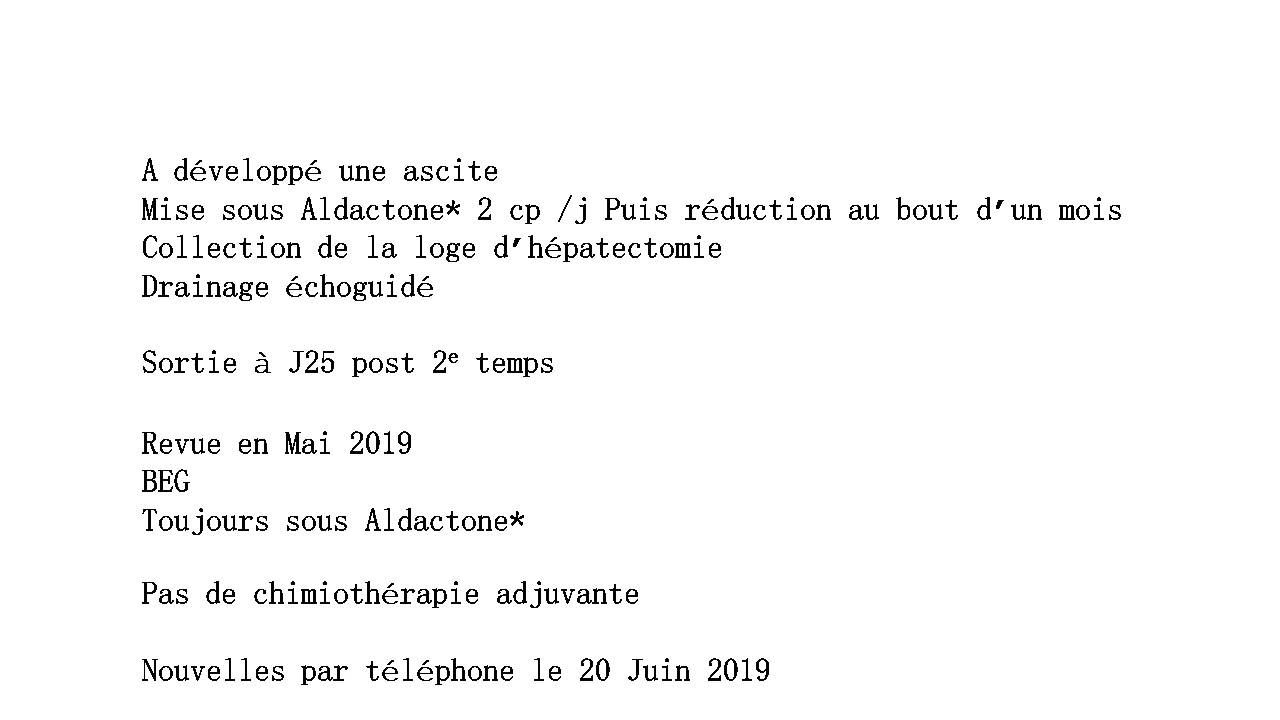 A développé une ascite
Mise sous Aldactone* 2 cp /j Puis réduction au bout d’un mois
Collection de la loge d’hépatectomie
Drainage échoguidé
Sortie à J25 post 2ᵉ temps
Revue en Mai 2019
BEG
Toujours sous Aldactone*
Pas de chimiothérapie adjuvante
Nouvelles par téléphone le 20 Juin 2019